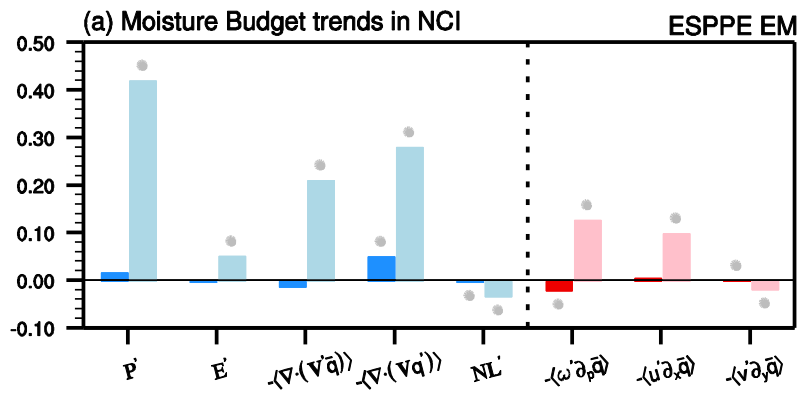 (a) Moisture Budget trends in NCI
ESPPE EM
0.50
0.40
0.30
0.20
0.10
0.00
-0.10
P'
E'
-⟨∇·(V'q̄)⟩
-⟨∇·(V̄q')⟩
NL'
-⟨ω'∂ₚq̄⟩
-⟨u'∂ₓq̄⟩
-⟨v'∂ᵧq̄⟩